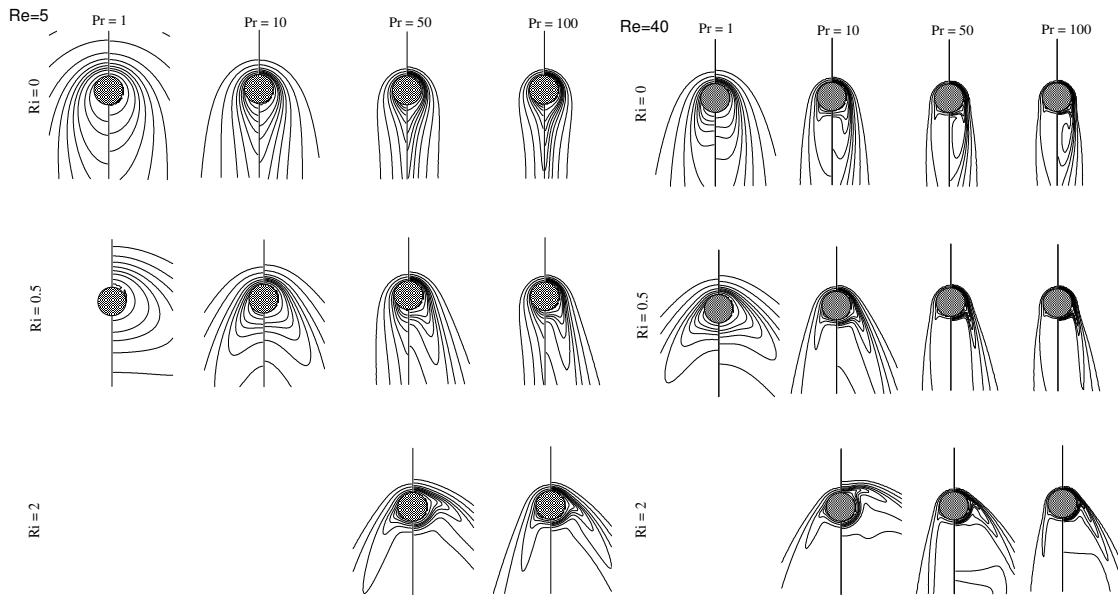 Re=5
Pr = 1
Pr = 10
Pr = 50
Pr = 100
Ri = 0
Ri = 0.5
Ri = 2
Re=40
Pr = 1
Pr = 10
Pr = 50
Pr = 100
Ri = 0
Ri = 0.5
Ri = 2